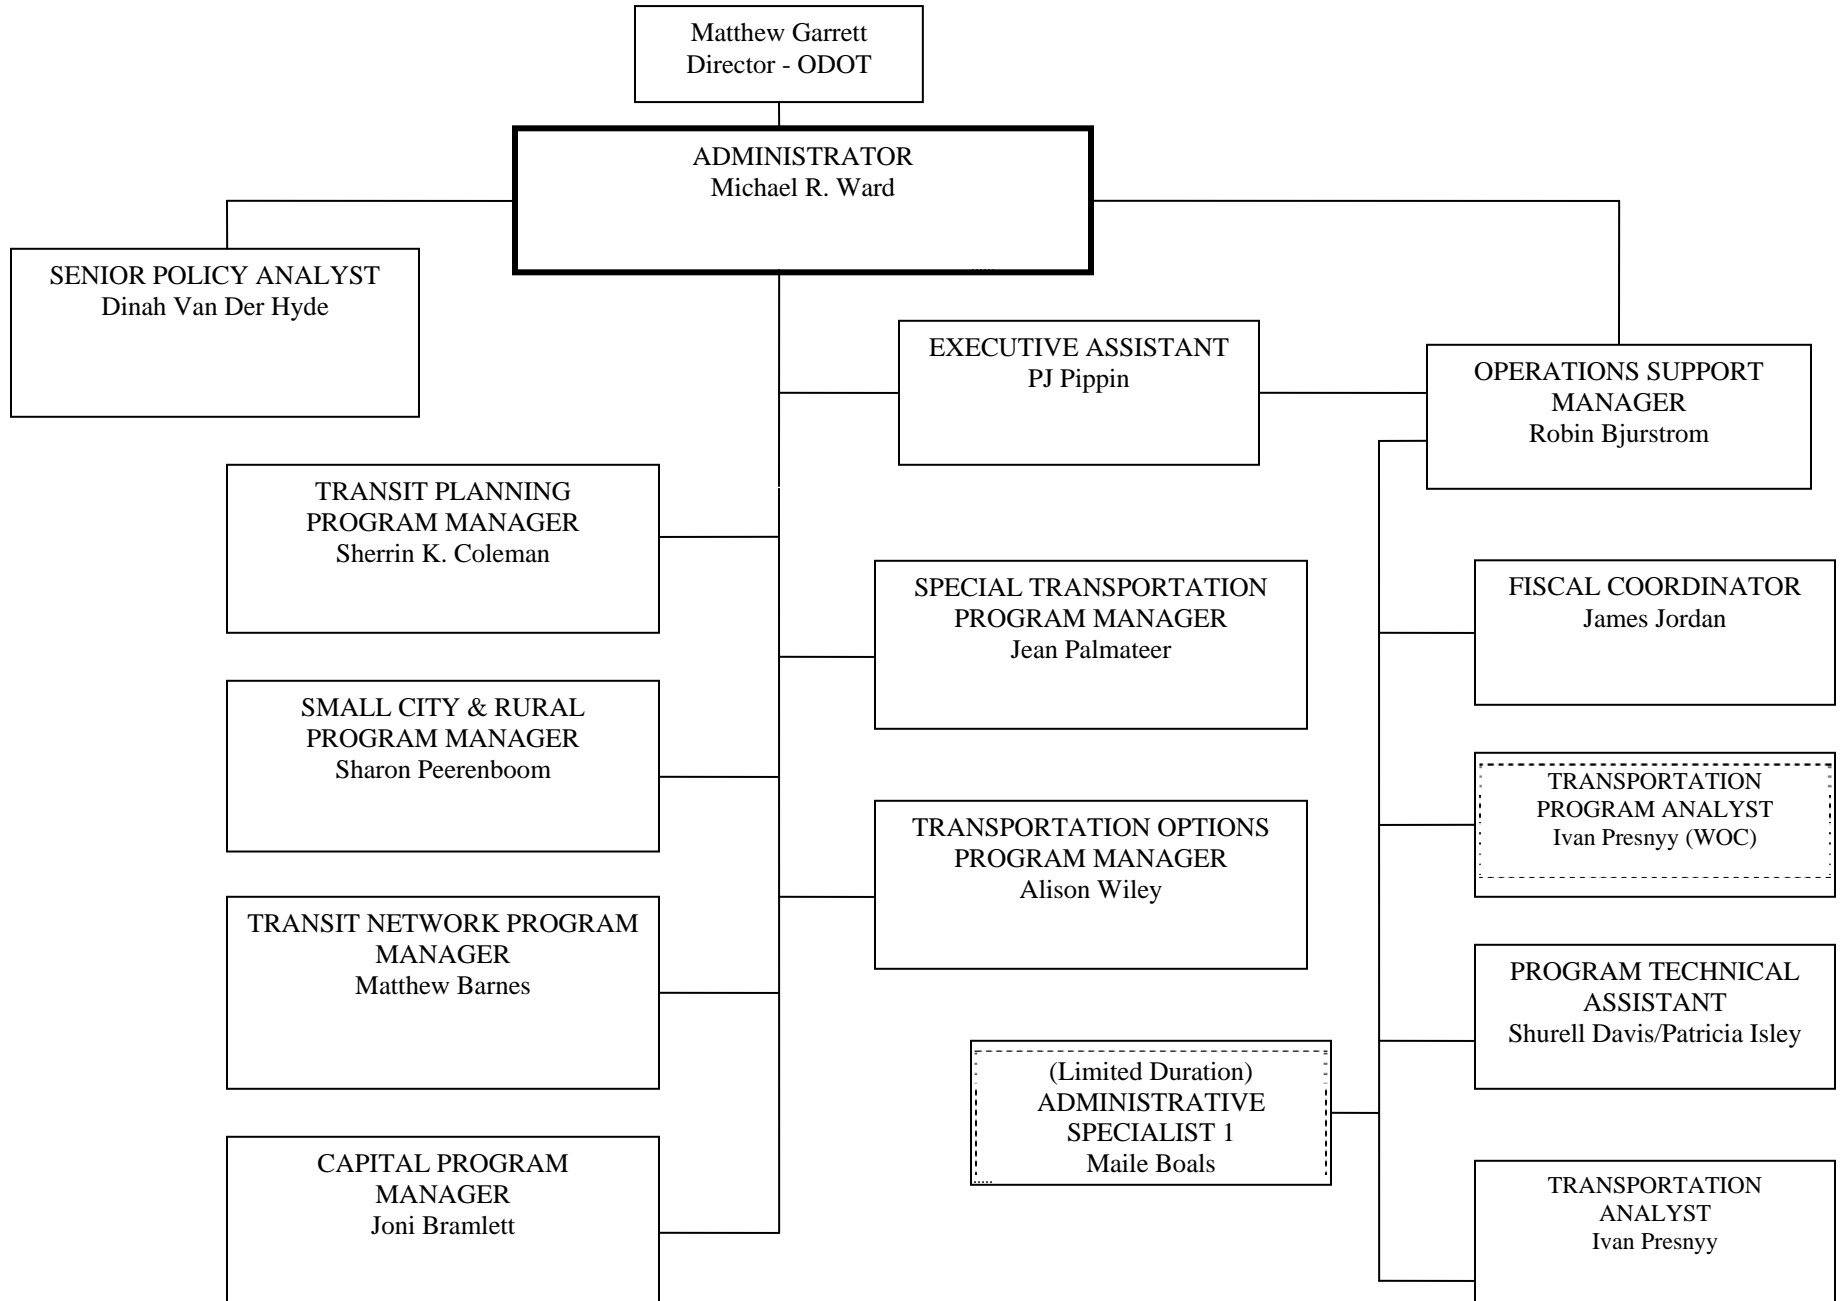 Matthew Garrett
Director - ODOT
ADMINISTRATOR
Michael R. Ward
SENIOR POLICY ANALYST
Dinah Van Der Hyde
EXECUTIVE ASSISTANT
PJ Pippin
OPERATIONS SUPPORT
MANAGER
Robin Bjurstrom
TRANSIT PLANNING
PROGRAM MANAGER
Sherrin K. Coleman
SPECIAL TRANSPORTATION
PROGRAM MANAGER
Jean Palmateer
FISCAL COORDINATOR
James Jordan
SMALL CITY & RURAL
PROGRAM MANAGER
Sharon Peerenboom
TRANSPORTATION
PROGRAM ANALYST
Ivan Presnyy (WOC)
TRANSPORTATION OPTIONS
PROGRAM MANAGER
Alison Wiley
TRANSIT NETWORK PROGRAM
MANAGER
Matthew Barnes
PROGRAM TECHNICAL
ASSISTANT
Shurell Davis/Patricia Isley
(Limited Duration)
ADMINISTRATIVE
SPECIALIST 1
Maile Boals
CAPITAL PROGRAM
MANAGER
Joni Bramlett
TRANSPORTATION
ANALYST
Ivan Presnyy